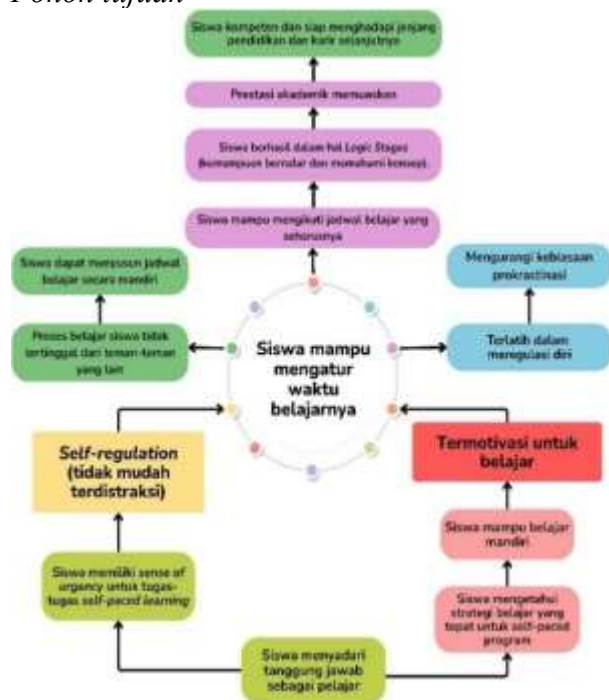 Pohon tujuan
Siswa kompeten dan siap menghadapi jenjang
pendidikan dan karir selanjutnya
Prestasi akademik memuaskan
Siswa berhasil dalam hal Logic Stages
(kemampuan bernalar dan memahami konsep).
Siswa mampu mengikuti jadwal belajar yang
seharusnya
Siswa dapat menyusun jadwal
belajar secara mandiri
Mengurangi kebiasaan
prokrastinasi
Proses belajar siswa tidak
tertinggal dari teman-teman
yang lain
Siswa mampu
mengatur
waktu
belajarnya
Terlatih dalam
meregulasi diri
Self-regulation
(tidak mudah
terdistraksi)
Termotivasi untuk
belajar
Siswa mampu belajar
mandiri
Siswa memiliki sense of
urgency untuk tugas-
tugas self-paced learning
Siswa mengetahui
strategi belajar yang
tepat untuk self-paced
program
Siswa menyadari
tanggung jawab
sebagai pelajar